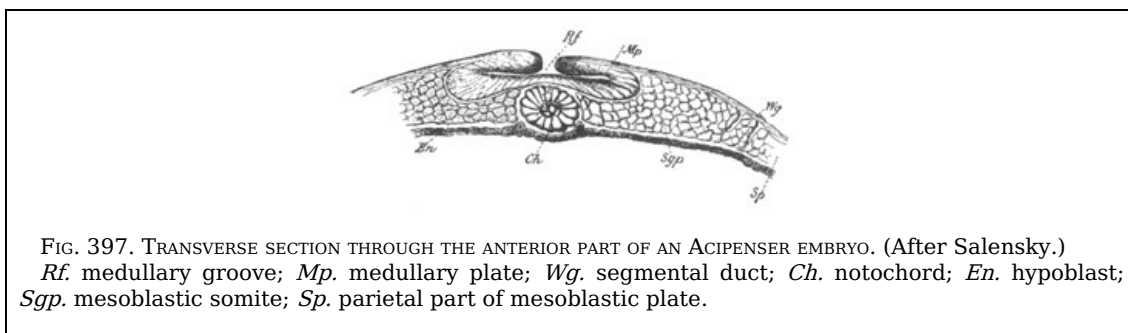 Rf
Mp
Wg
En
Ch
Sgp
Sp
FIG. 397. TRANSVERSE SECTION THROUGH THE ANTERIOR PART OF AN ACIPENSER EMBRYO. (After Salensky.)
Rf. medullary groove; Mp. medullary plate; Wg. segmental duct; Ch. notochord; En. hypoblast;
Sgp. mesoblastic somite; Sp. parietal part of mesoblastic plate.